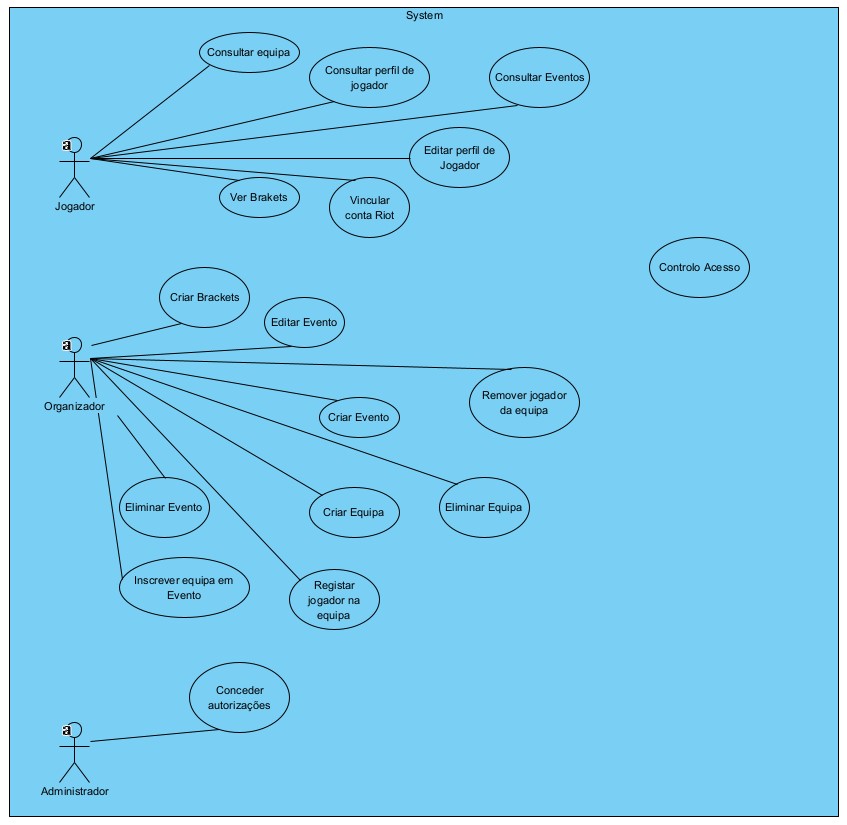 System
Consultar equipa
Consultar perfil de
jogador
Consultar Eventos
Editar perfil de
Jogador
a
Ver Brakets
Vincular
conta Riot
Jogador
Controlo Acesso
Criar Brackets
Editar Evento
a
Remover jogador
da equipa
Organizador
Criar Evento
Eliminar Evento
Criar Equipa
Eliminar Equipa
Inscrever equipa em
Evento
Registar
jogador na
equipa
Conceder
autorizações
a
Administrador